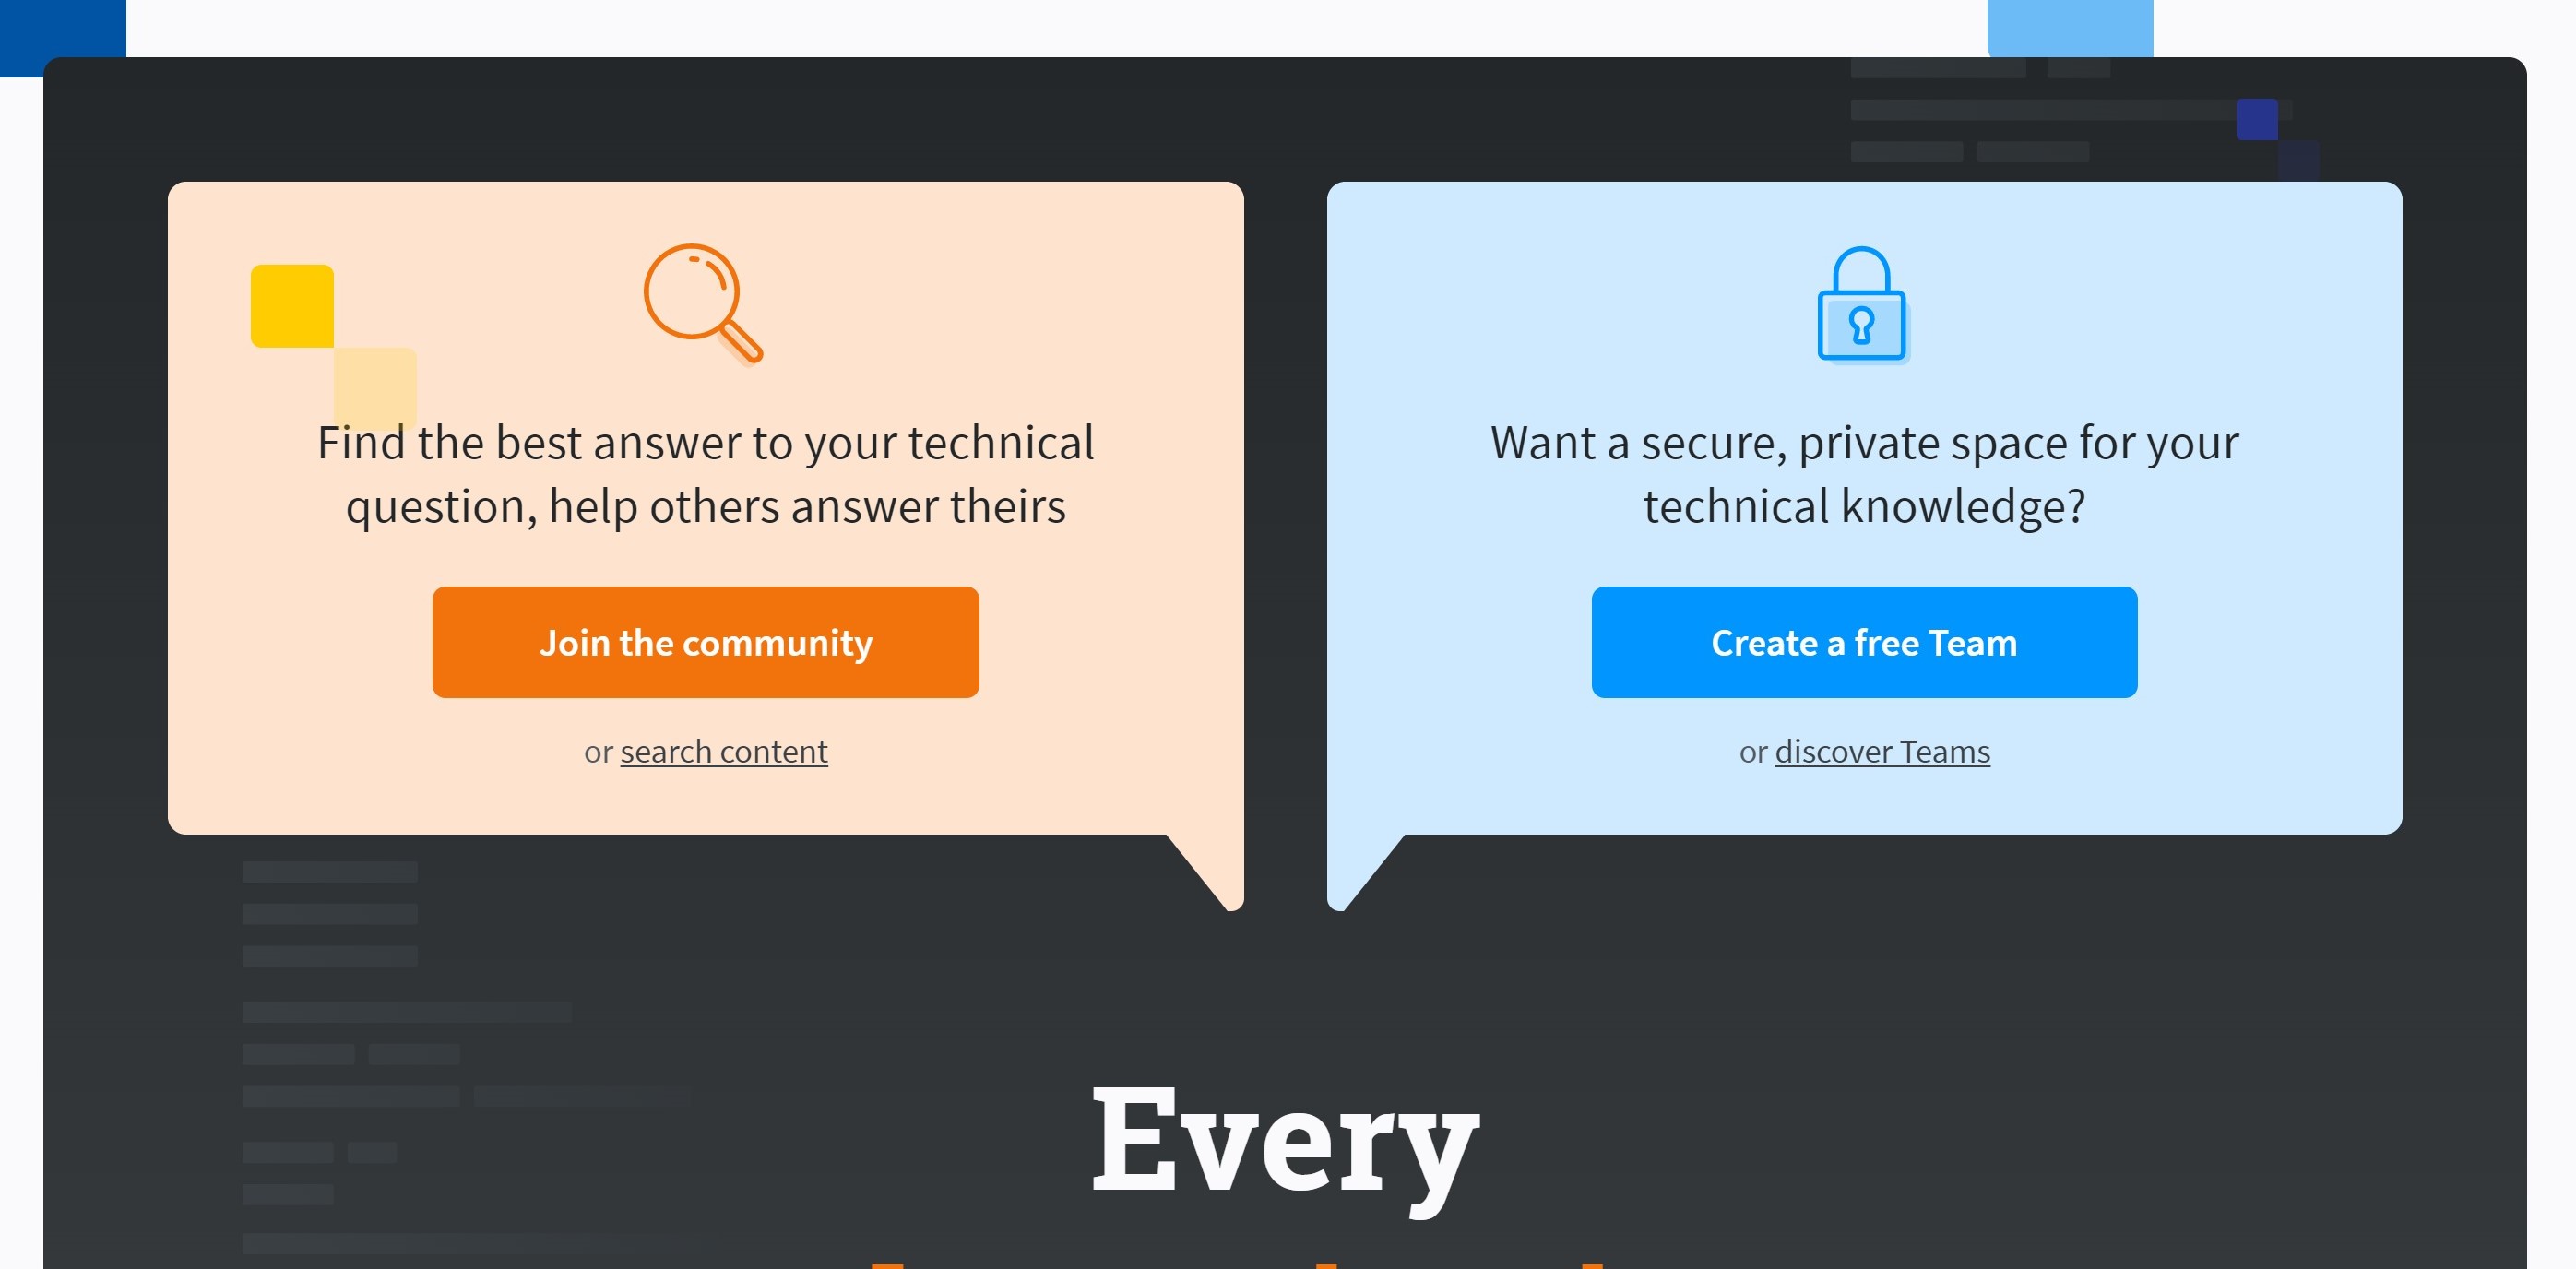 Find the best answer to your technical
question, help others answer theirs
Join the community
or search content
Want a secure, private space for your
technical knowledge?
Create a free Team
or discover Teams
Every